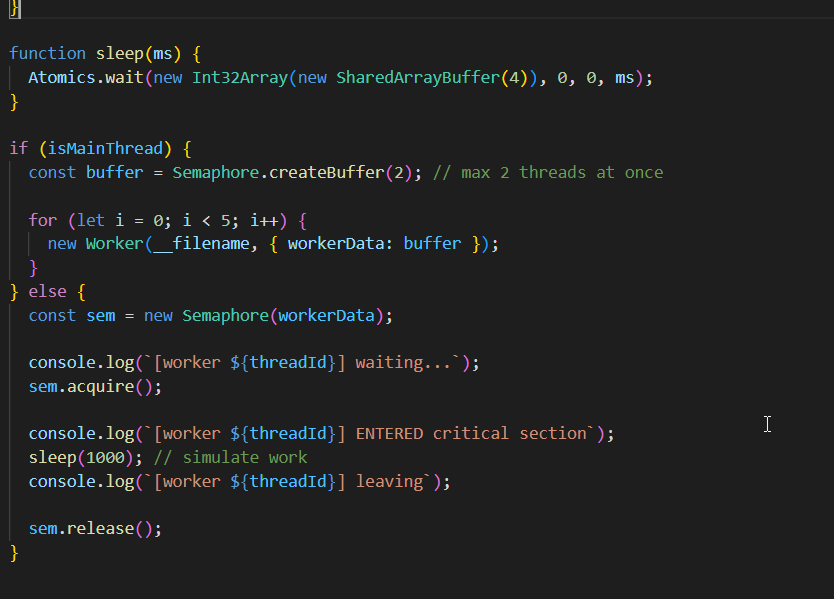 }
function sleep(ms) {
  Atomics.wait(new Int32Array(new SharedArrayBuffer(4)), 0, 0, ms);
}
if (isMainThread) {
  const buffer = Semaphore.createBuffer(2); // max 2 threads at once
  for (let i = 0; i < 5; i++) {
    new Worker(__filename, { workerData: buffer });
  }
} else {
  const sem = new Semaphore(workerData);
  console.log(`[worker ${threadId}] waiting...`);
  sem.acquire();
  console.log(`[worker ${threadId}] ENTERED critical section`);
  sleep(1000); // simulate work
  console.log(`[worker ${threadId}] leaving`);
  sem.release();
}